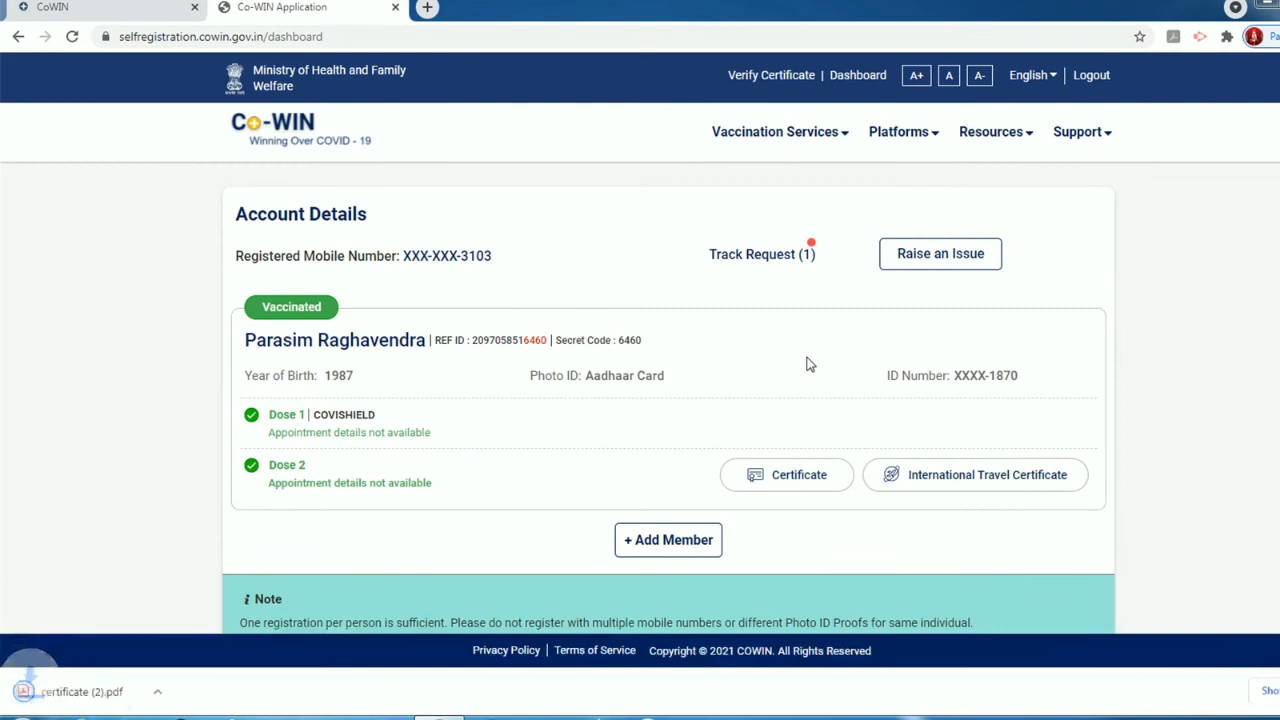 CoWIN
Co-WIN Application
selfregistration.cowin.gov.in/dashboard
Pa
Ministry of Health and Family
Welfare
Verify Certificate | Dashboard A+ A A- English | Logout
Co-WIN
Winning Over COVID - 19
Vaccination Services Platforms Resources Support
Account Details
Registered Mobile Number: XXX-XXX-3103
Track Request (1)
Raise an Issue
Vaccinated
Parasim Raghavendra | REF ID : 2097058516460 | Secret Code : 6460
Year of Birth: 1987 Photo ID: Aadhaar Card ID Number: XXXX-1870
Dose 1 | COVISHIELD
Appointment details not available
Dose 2
Appointment details not available
Certificate
International Travel Certificate
+ Add Member
i Note
One registration per person is sufficient. Please do not register with multiple mobile numbers or different Photo ID Proofs for same individual.
Privacy Policy | Terms of Service Copyright © 2021 COWIN. All Rights Reserved
certificate (2).pdf
Sho